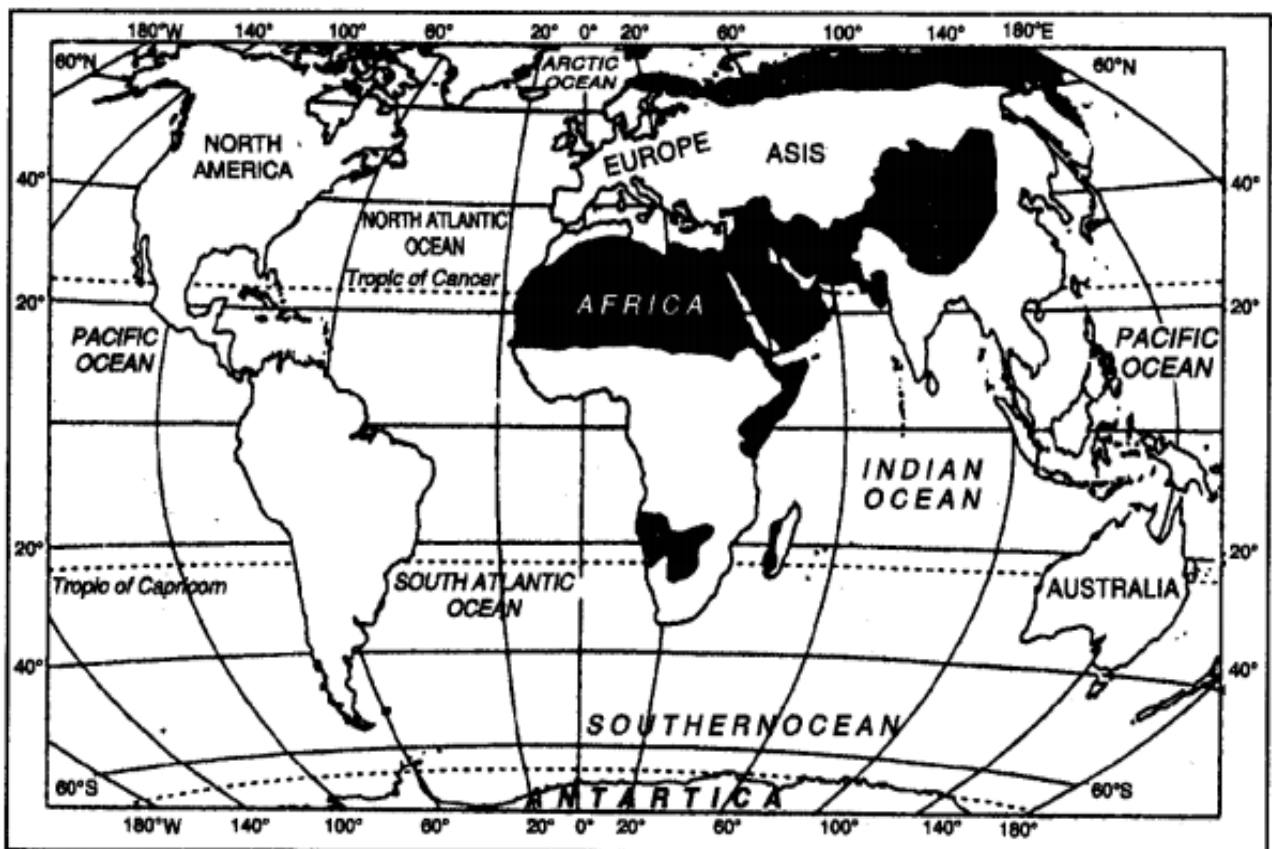 180°W 140° 100° 60° 20° 0° 20° 60° 100° 140° 180°E
60°N
ARCTIC
OCEAN
60°N
NORTH
AMERICA
EUROPE
ASIS
40°
40°
NORTH ATLANTIC
OCEAN
Tropic of Cancer
20°
AFRICA
20°
PACIFIC
OCEAN
PACIFIC
OCEAN
INDIAN
OCEAN
20°
20°
Tropic of Capricorn
SOUTH ATLANTIC
OCEAN
AUSTRALIA
40°
40°
SOUTHERNOCEAN
60°S
ANTARTICA
60°S
180°W 140° 100° 60° 20° 0° 20° 60° 100° 140° 180°